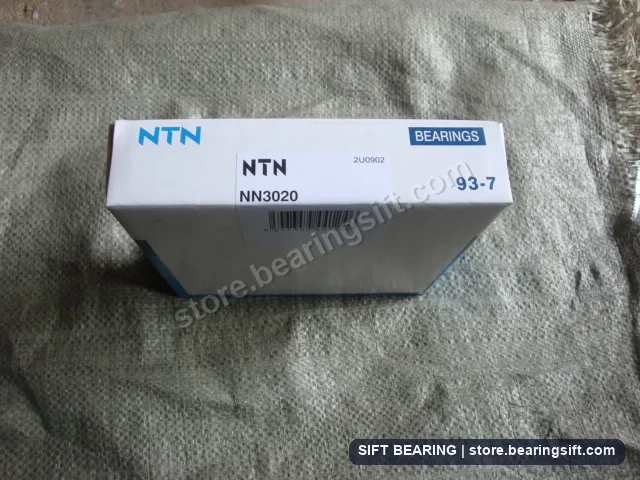 NTN
BEARINGS
NTN
2U0902
NN3020
93-7
store.bearingsift.com
SIFT BEARING | store.bearingsift.com